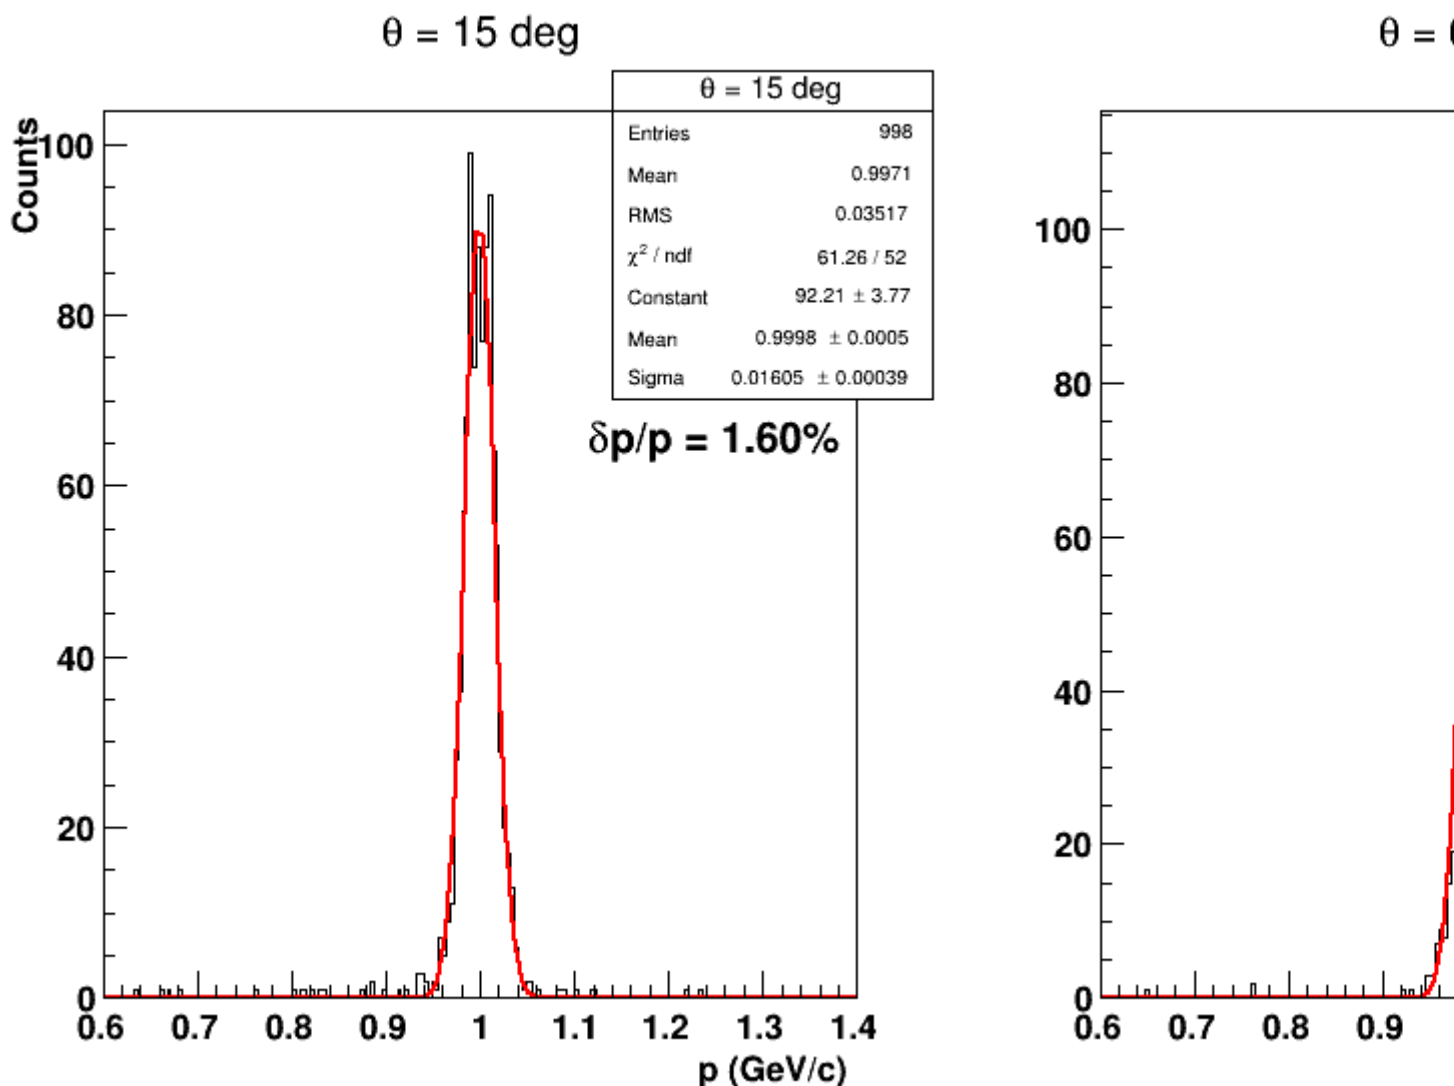 θ = 15 deg
θ = 15 deg
Entries 998
Mean 0.9971
RMS 0.03517
χ² / ndf 61.26 / 52
Constant 92.21 ± 3.77
Mean 0.9998 ± 0.0005
Sigma 0.01605 ± 0.00039
δp/p = 1.60%
Counts
100
80
60
40
20
0
0.6 0.7 0.8 0.9 1 1.1 1.2 1.3 1.4
p (GeV/c)
θ =
100
80
60
40
20
0
0.6 0.7 0.8 0.9